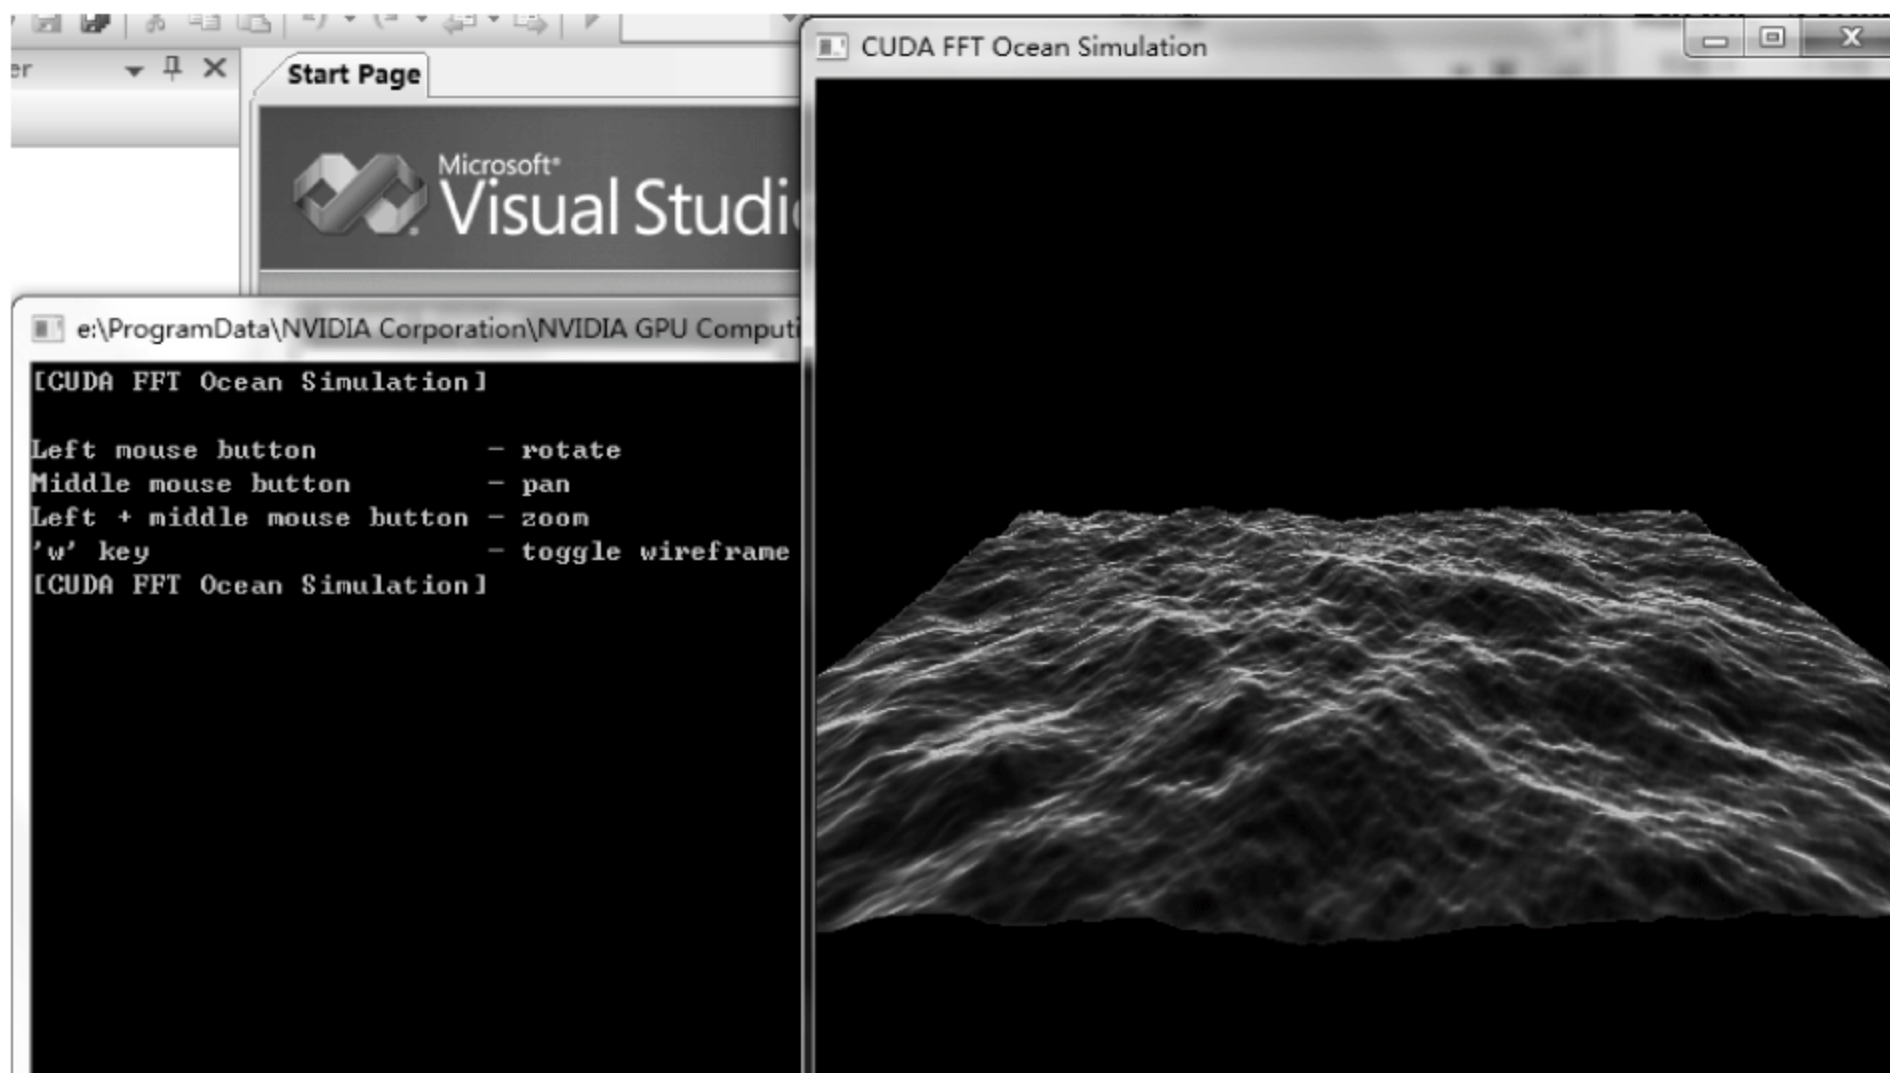 er
Start Page
CUDA FFT Ocean Simulation
Microsoft®
Visual Studi
e:\ProgramData\NVIDIA Corporation\NVIDIA GPU Computi
[CUDA FFT Ocean Simulation]
Left mouse button - rotate
Middle mouse button - pan
Left + middle mouse button - zoom
'w' key - toggle wireframe
[CUDA FFT Ocean Simulation]